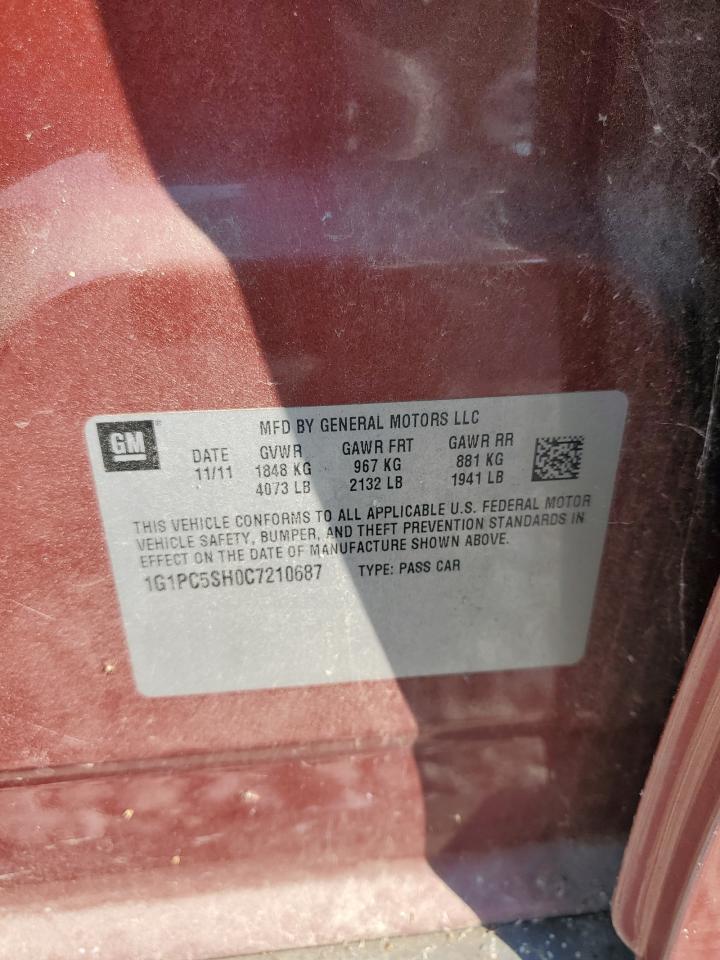 GM
MFD BY GENERAL MOTORS LLC
DATE GVWR GAWR FRT GAWR RR
11/11 1848 KG 967 KG 881 KG
4073 LB 2132 LB 1941 LB
THIS VEHICLE CONFORMS TO ALL APPLICABLE U.S. FEDERAL MOTOR
VEHICLE SAFETY, BUMPER, AND THEFT PREVENTION STANDARDS IN
EFFECT ON THE DATE OF MANUFACTURE SHOWN ABOVE.
1G1PC5SH0C7210687 TYPE: PASS CAR